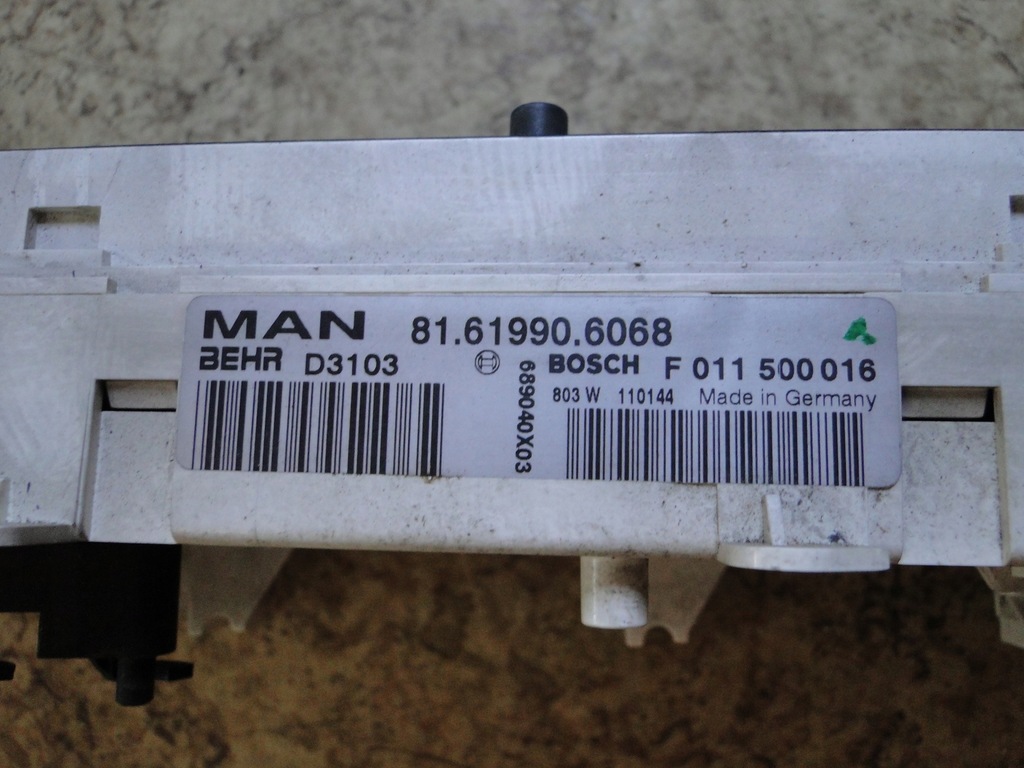 MAN 81.61990.6068
BEHR D3103 BOSCH F 011 500 016
803 W 110144 Made in Germany
689040X03